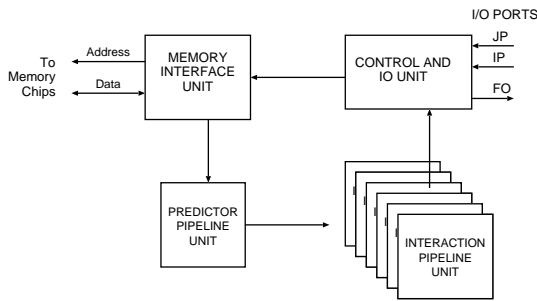 I/O PORTS
To
Memory
Chips
Address
Data
MEMORY
INTERFACE
UNIT
CONTROL AND
IO UNIT
JP
IP
FO
PREDICTOR
PIPELINE
UNIT
INTERACTION
PIPELINE
UNIT